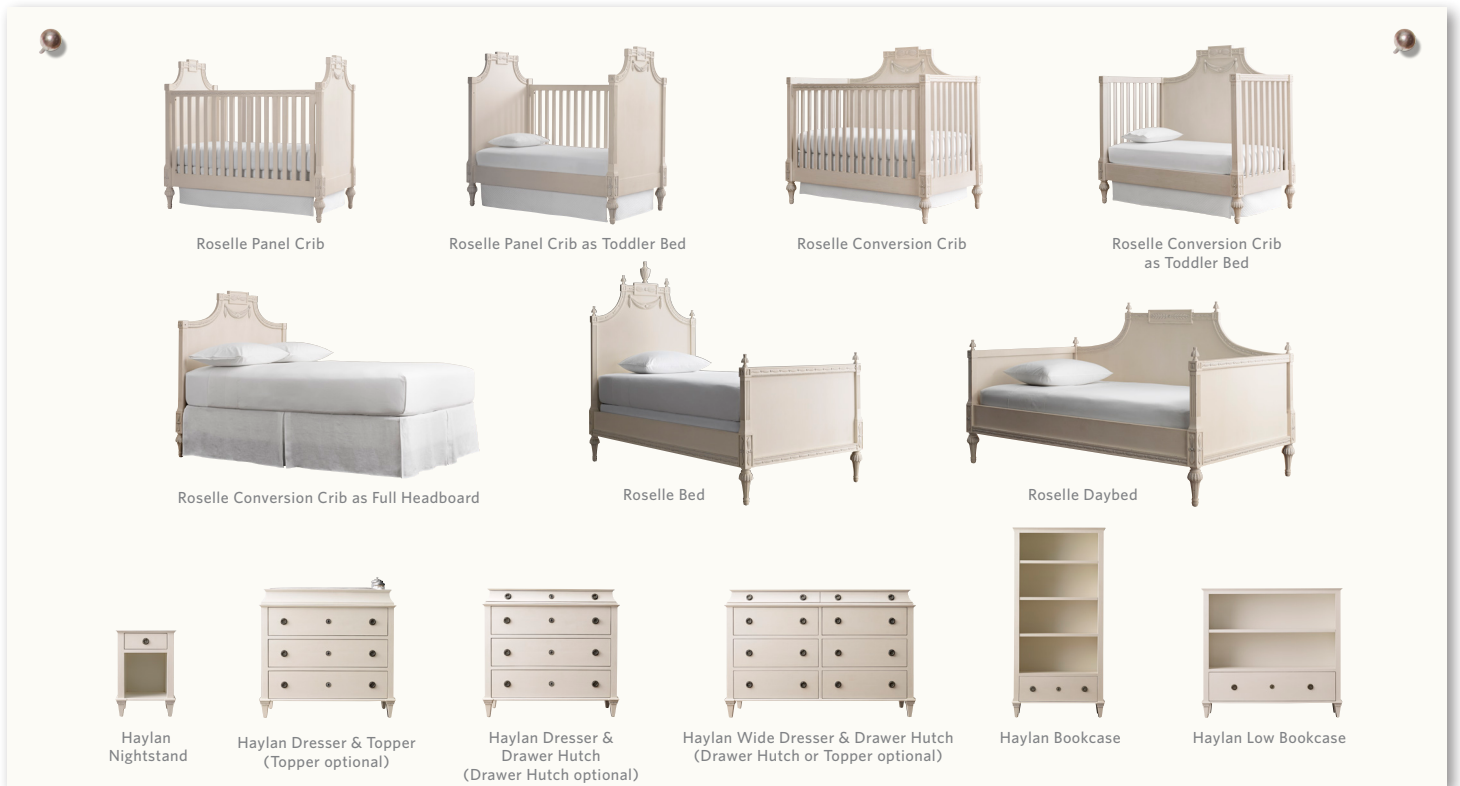 Roselle Panel Crib
Roselle Panel Crib as Toddler Bed
Roselle Conversion Crib
Roselle Conversion Crib
as Toddler Bed
Roselle Conversion Crib as Full Headboard
Roselle Bed
Roselle Daybed
Haylan
Nightstand
Haylan Dresser & Topper
(Topper optional)
Haylan Dresser &
Drawer Hutch
(Drawer Hutch optional)
Haylan Wide Dresser & Drawer Hutch
(Drawer Hutch or Topper optional)
Haylan Bookcase
Haylan Low Bookcase